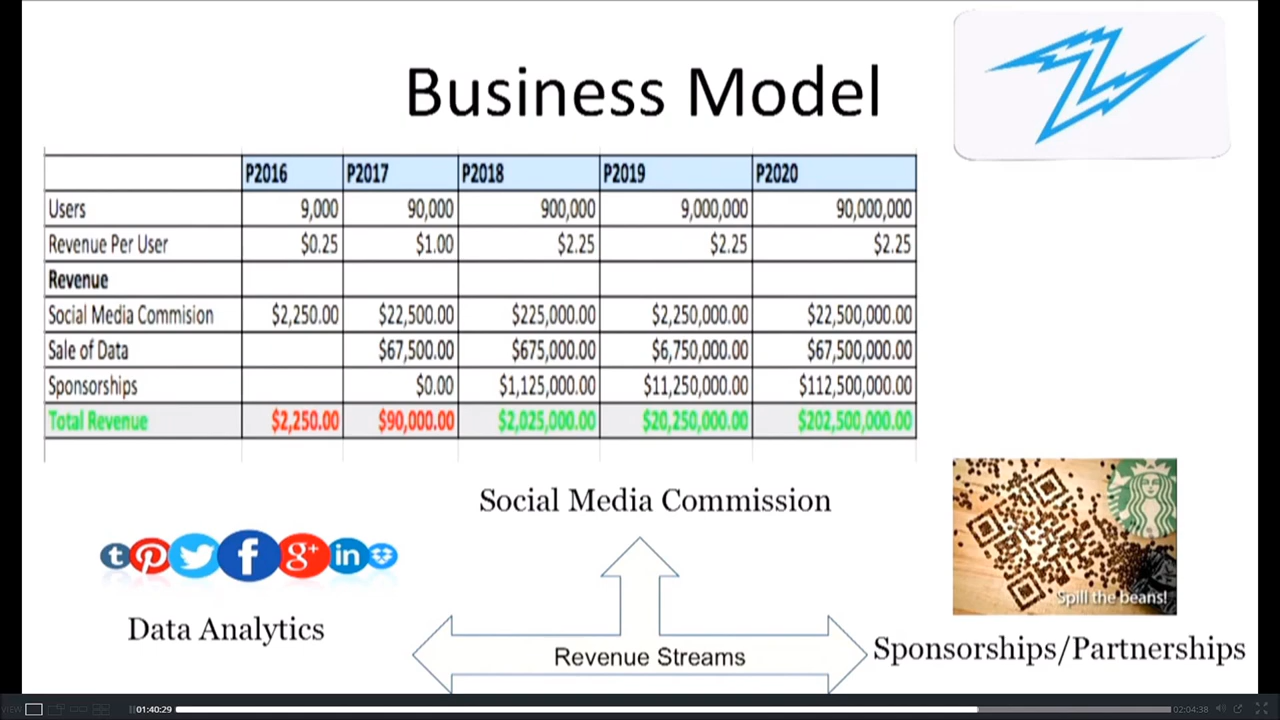 Business Model
P2016 P2017 P2018 P2019 P2020
Users 9,000 90,000 900,000 9,000,000 90,000,000
Revenue Per User $0.25 $1.00 $2.25 $2.25 $2.25
Revenue
Social Media Commision $2,250.00 $22,500.00 $225,000.00 $2,250,000.00 $22,500,000.00
Sale of Data $67,500.00 $675,000.00 $6,750,000.00 $67,500,000.00
Sponsorships $0.00 $1,125,000.00 $11,250,000.00 $112,500,000.00
Total Revenue $2,250.00 $90,000.00 $2,025,000.00 $20,250,000.00 $202,500,000.00
Social Media Commission
t p f g+ in
Spill the beans!
Data Analytics
Revenue Streams
Sponsorships/Partnerships
VIEW 01:40:29 02:04:38